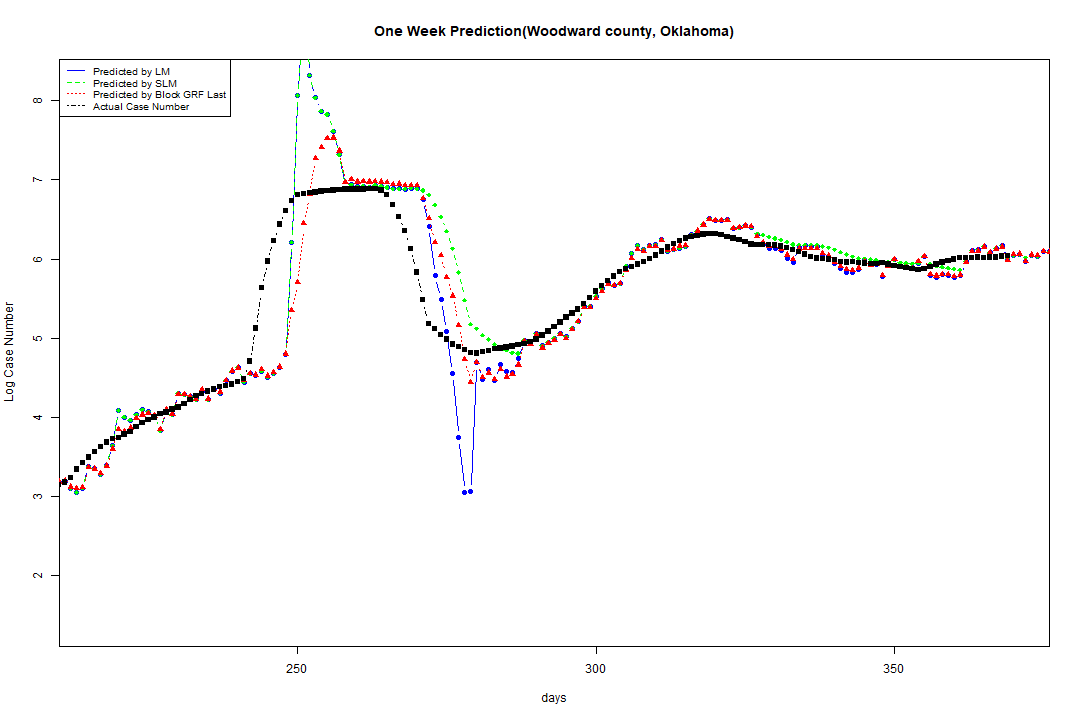 One Week Prediction(Woodward county, Oklahoma)
Predicted by LM
Predicted by SLM
Predicted by Block GRF Last
Actual Case Number
8
7
6
5
4
3
2
Log Case Number
250
300
350
days